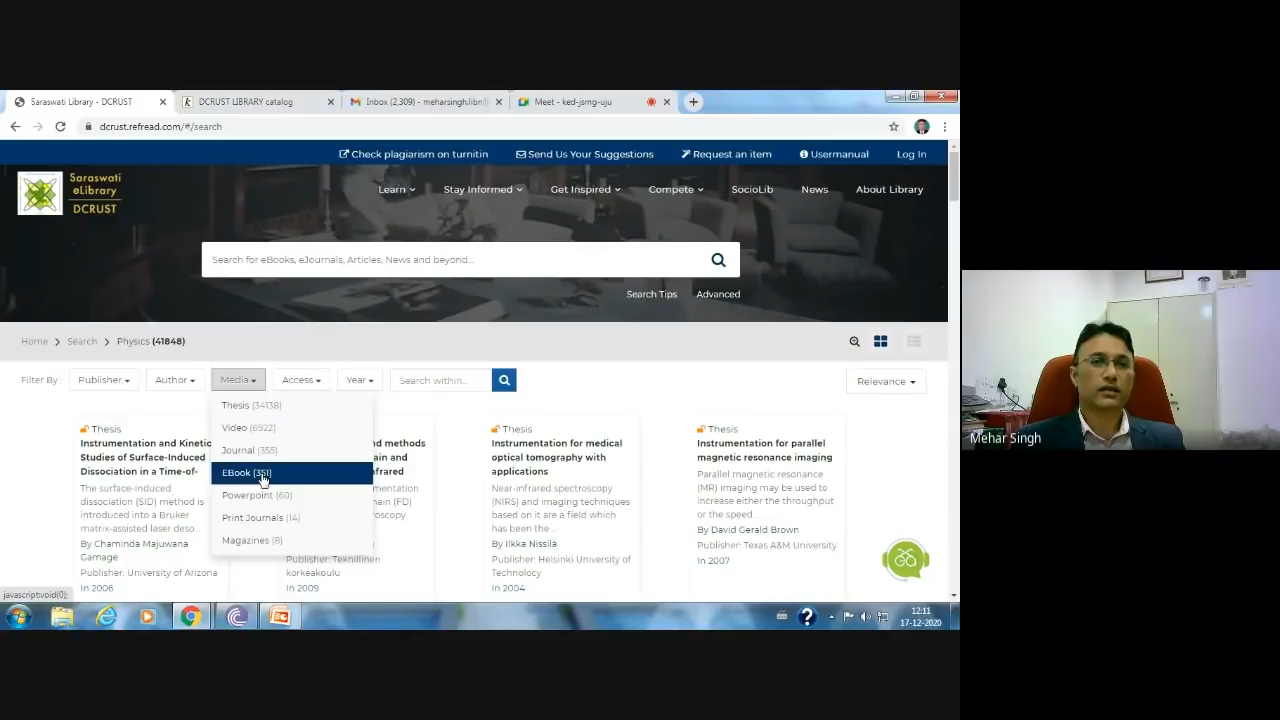 Saraswati Library - DCRUST
DCRUST LIBRARY catalog
Inbox (2,309) - meharsingh.libn@
Meet - ked-jsmg-uju
dcrust.refread.com/#/search
Check plagiarism on turnitin
Send Us Your Suggestions
Request an item
Usermanual
Log In
Saraswati
eLibrary
DCRUST
Learn
Stay Informed
Get Inspired
Compete
SocioLib
News
About Library
Search for eBooks, eJournals, Articles, News and beyond...
Search Tips
Advanced
Home > Search > Physics (41848)
Filter By:
Publisher
Author
Media
Access
Year
Search within...
Relevance
Thesis (34138)
Video (6922)
Journal (355)
EBook (351)
Powerpoint (60)
Print Journals (14)
Magazines (8)
Thesis
Instrumentation and Kinetic
Studies of Surface-Induced
Dissociation in a Time-of-
The surface-induced
dissociation (SID) method is
introduced into a Bruker
matrix-assisted laser deso...
By Chaminda Majuwana
Gamage
Publisher: University of Arizona
In 2006
nd methods
Publisher: Teknillinen
korkeakoulu
In 2009
Thesis
Instrumentation for medical
optical tomography with
applications
Near-infrared spectroscopy
(NIRS) and imaging techniques
based on it are a field which
has been the...
By Ilkka Nissilä
Publisher: Helsinki University of
Technology
In 2004
Thesis
Instrumentation for parallel
magnetic resonance imaging
Parallel magnetic resonance
(MR) imaging may be used to
increase either the throughput
or the speed ...
By David Gerald Brown
Publisher: Texas A&M University
In 2007
javascript:void(0);
12:11
17-12-2020
Mehar Singh